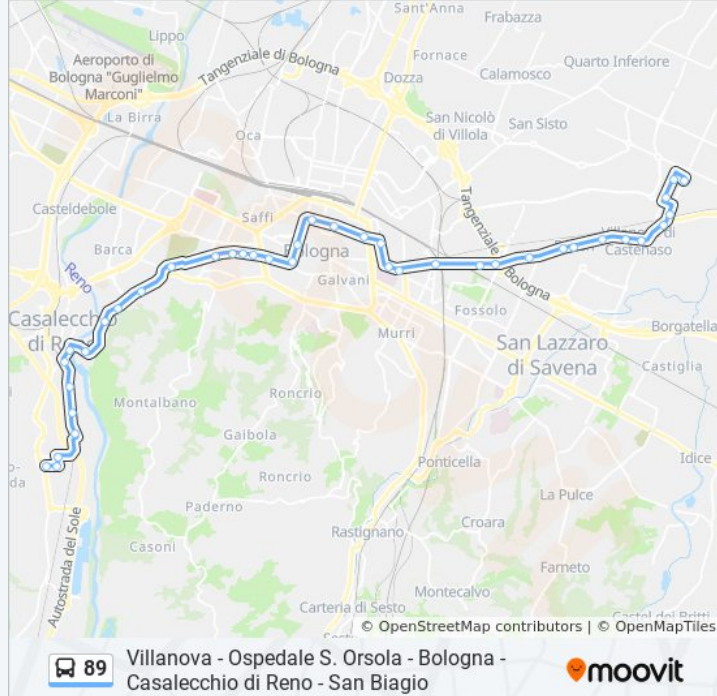 Sant'Anna
Frabazza
Lippo
Aeroporto di
Bologna "Guglielmo
Marconi"
Tangenziale di Bologna
Fornace
Dozza
Calamosco
Quarto Inferiore
La Birra
San Nicolò
di Villola
San Sisto
Oca
Casteldebole
Saffi
Tangenziale di Bologna
Castenaso
Barca
Bologna
Reno
Galvani
Casalecchio
Fossolo
Borgatella
Murri
San Lazzaro
di Savena
Castiglia
Roncrio
Montalbano
Gaibola
Roncrio
Ponticella
Idice
Paderno
La Pulce
Croara
Casoni
Rastignano
Farneto
Autostrada del Sole
Montecalvo
Carteria di Sesto
© OpenStreetMap contributors | © OpenMapTiles
89
Villanova - Ospedale S. Orsola - Bologna -
Casalecchio di Reno - San Biagio
moovit